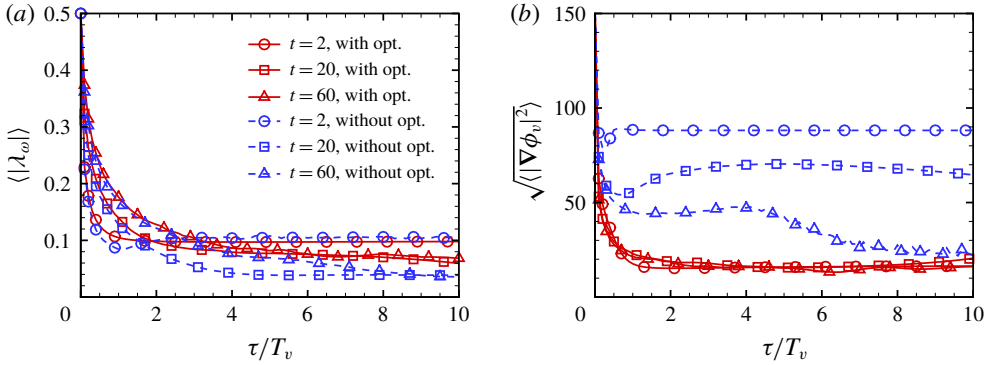 (a)
0.5
0.4
0.3
0.2
0.1
0
2
4
6
8
10
⟨|λω|⟩
τ/Tv
t = 2, with opt.
t = 20, with opt.
t = 60, with opt.
t = 2, without opt.
t = 20, without opt.
t = 60, without opt.
(b)
150
100
50
0
2
4
6
8
10
√⟨|∇ϕv|²⟩
τ/Tv